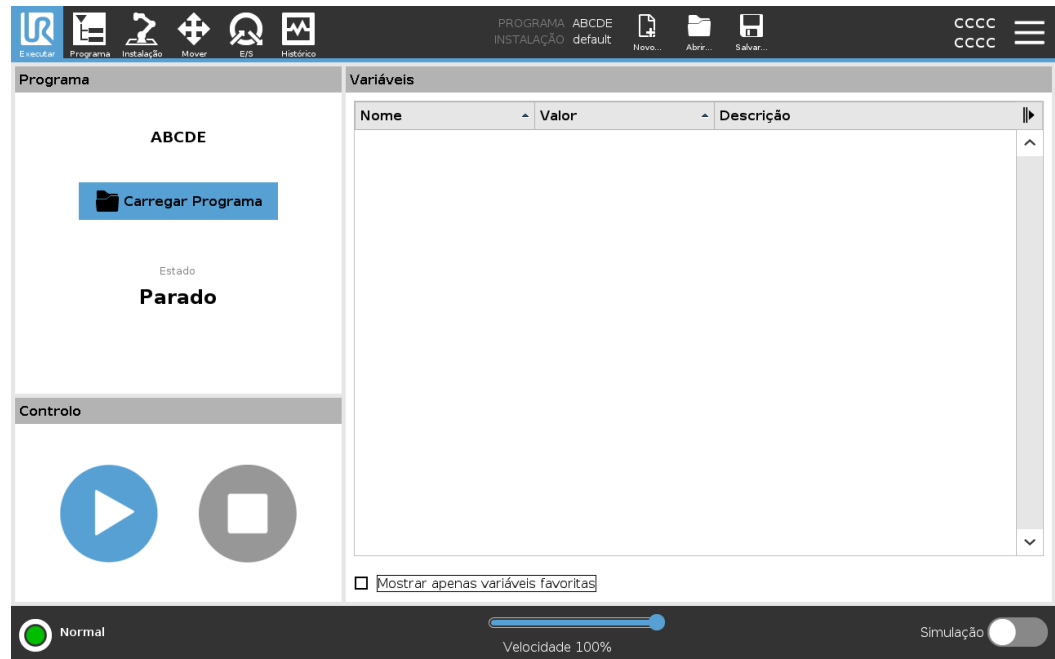 PROGRAMA ABCDE
INSTALAÇÃO default
CCCC
CCCC
Executar Programa Instalação Mover E/S Histórico Novo... Abrir... Salvar...
Programa
Variáveis
Nome Valor Descrição
ABCDE
Carregar Programa
Estado
Parado
Controlo
Mostrar apenas variáveis favoritas
Normal
Velocidade 100%
Simulação